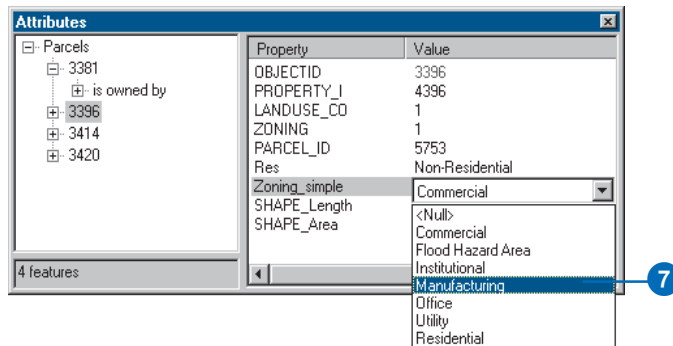 Attributes
Parcels
3381
is owned by
3396
3414
3420
4 features
Property Value
OBJECTID 3396
PROPERTY_I 4396
LANDUSE_CO 1
ZONING 1
PARCEL_ID 5753
Res Non-Residential
Zoning_simple Commercial
SHAPE_Length
SHAPE_Area
<Null>
Commercial
Flood Hazard Area
Institutional
Manufacturing 7
Office
Utility
Residential